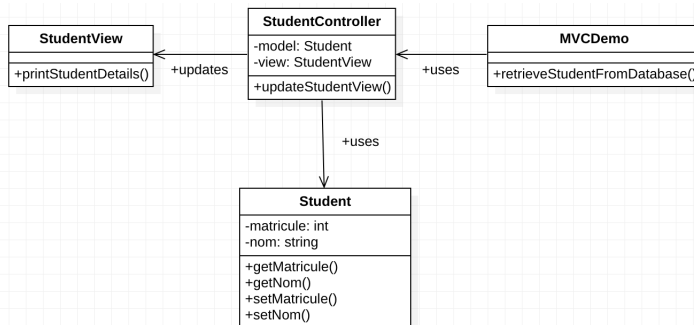 StudentView
+printStudentDetails()
+updates
StudentController
-model: Student
-view: StudentView
+updateStudentView()
+uses
MVCDemo
+retrieveStudentFromDatabase()
+uses
Student
-matricule: int
-nom: string
+getMatricule()
+getNom()
+setMatricule()
+setNom()